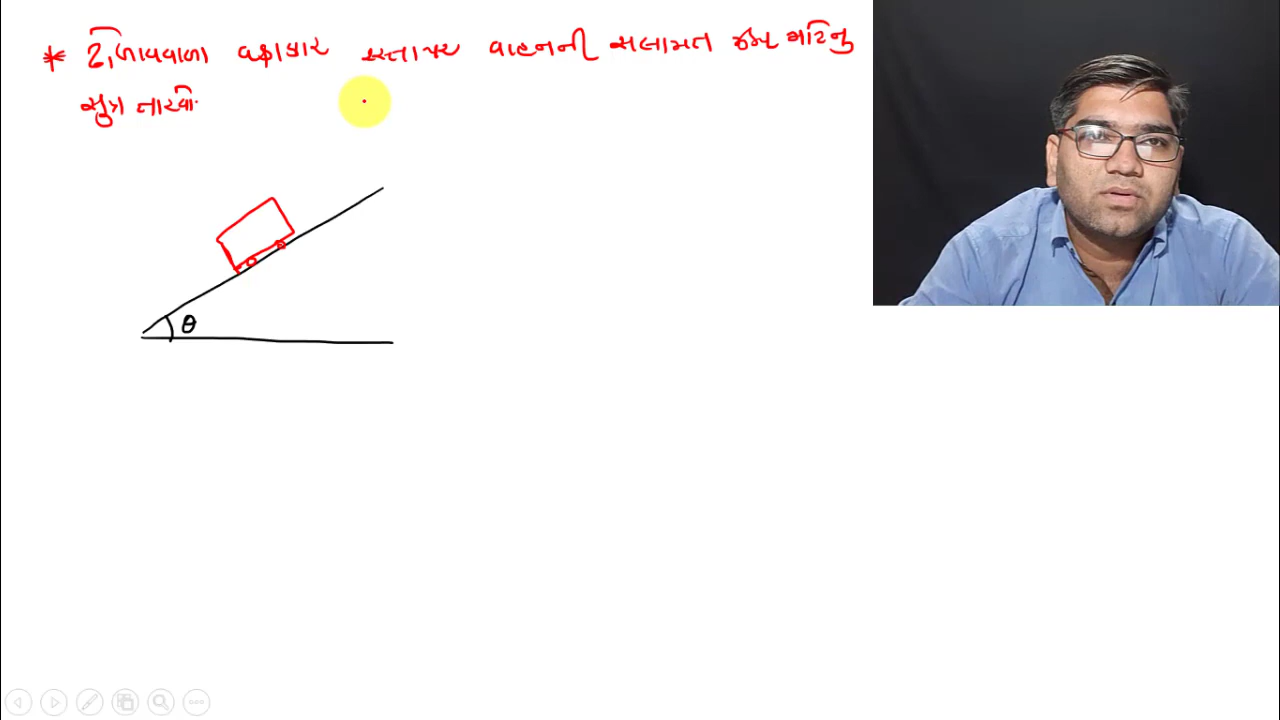 * ઢોળાવવાળા વક્રાકાર રસ્તા પર વાહનની સલામત ઝડપ માટેનું
સુત્ર તારવો.
θ